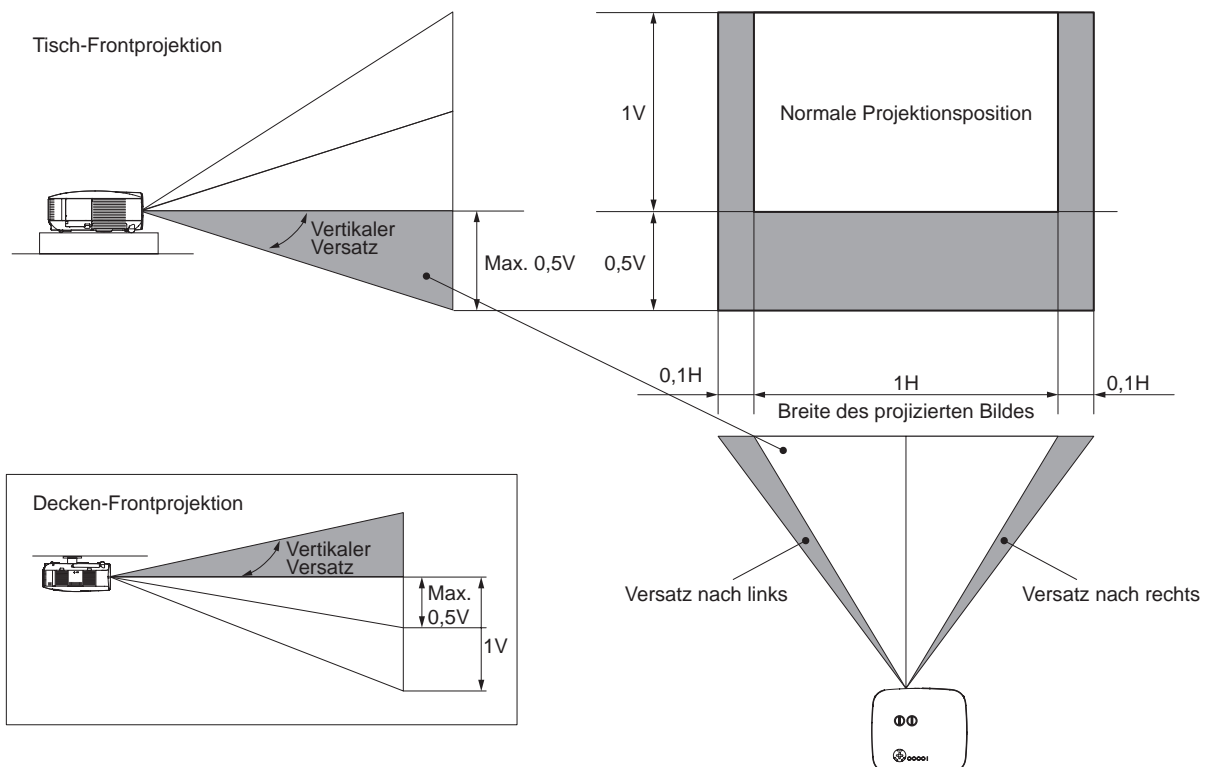 Tisch-Frontprojektion
1V
Normale Projektionsposition
Vertikaler
Versatz
Max. 0,5V
0,5V
0,1H
1H
0,1H
Breite des projizierten Bildes
Decken-Frontprojektion
Vertikaler
Versatz
Max.
0,5V
1V
Versatz nach links
Versatz nach rechts